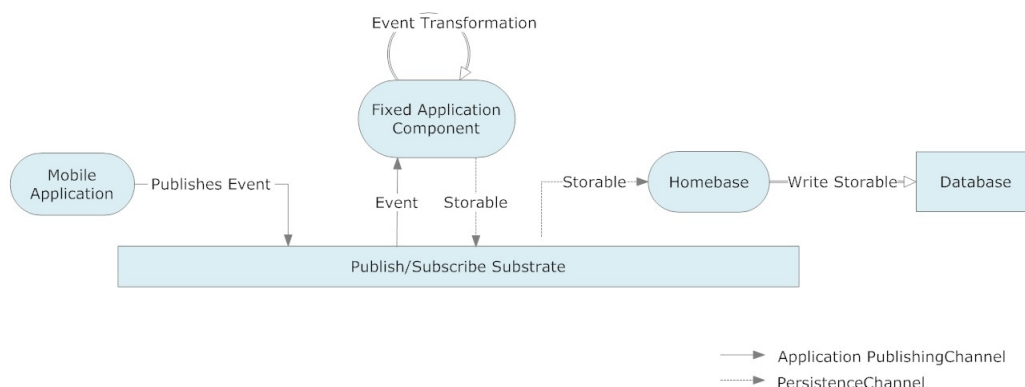 Event Transformation
Fixed Application
Component
Mobile
Application
Publishes Event
Event
Storable
Storable
Homebase
Write Storable
Database
Publish/Subscribe Substrate
Application PublishingChannel
PersistenceChannel